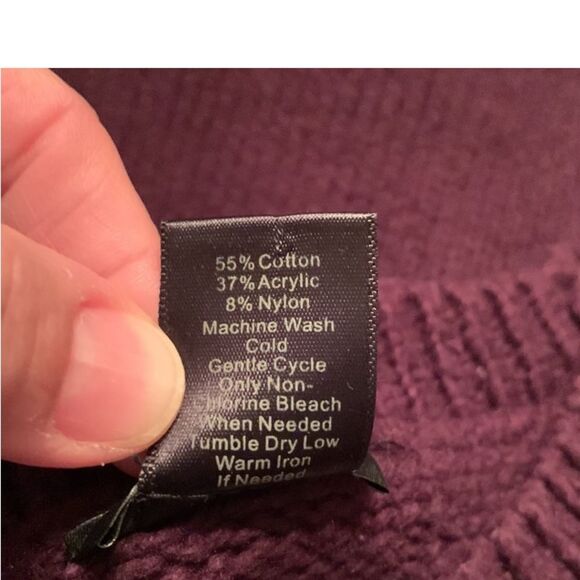 55% Cotton
37% Acrylic
8% Nylon
Machine Wash
Cold
Gentle Cycle
Only Non-
hlorine Bleach
When Needed
Tumble Dry Low
Warm Iron
If Needed